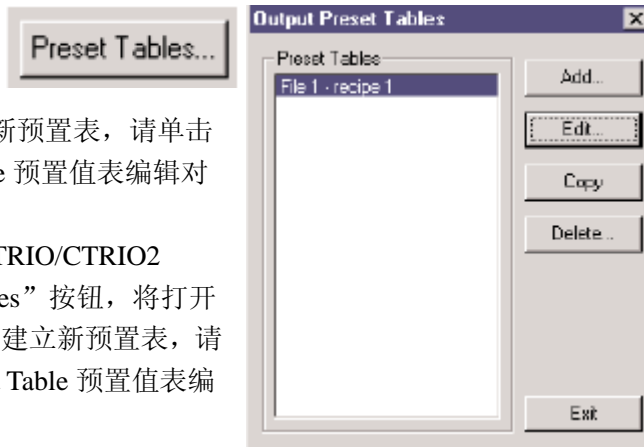 Preset Tables...
新预置表，请单击
e 预置值表编辑对
TRIO/CTRIO2
es”按钮，将打开
建立新预置表，请
Table 预置值表编
Output Preset Tables
Preset Tables
File 1 - recipe 1
Add...
Edit...
Copy
Delete...
Exit